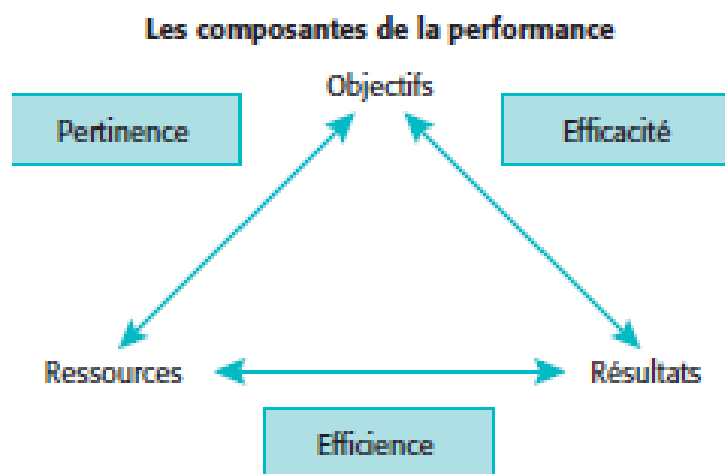 Les composantes de la performance
Objectifs
Pertinence
Efficacité
Ressources
Résultats
Efficience